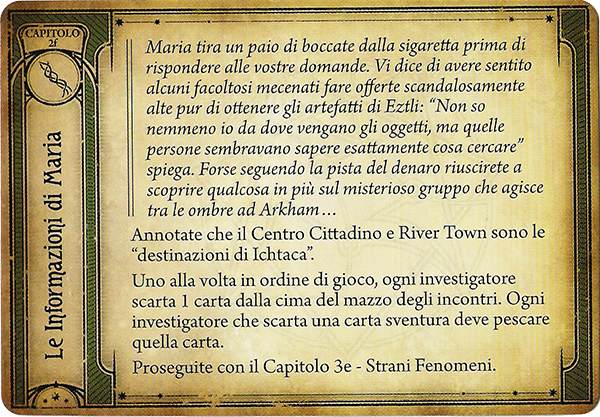 CAPITOLO
2f
Le Informazioni di Maria
Maria tira un paio di boccate dalla sigaretta prima di
rispondere alle vostre domande. Vi dice di avere sentito
alcuni facoltosi mecenati fare offerte scandalosamente
alte pur di ottenere gli artefatti di Eztli: “Non so
nemmeno io da dove vengano gli oggetti, ma quelle
persone sembravano sapere esattamente cosa cercare”
spiega. Forse seguendo la pista del denaro riuscirete a
scoprire qualcosa in più sul misterioso gruppo che agisce
tra le ombre ad Arkham…
Annotate che il Centro Cittadino e River Town sono le
“destinazioni di Ichtaca”.
Uno alla volta in ordine di gioco, ogni investigatore
scarta 1 carta dalla cima del mazzo degli incontri. Ogni
investigatore che scarta una carta sventura deve pescare
quella carta.
Proseguite con il Capitolo 3e - Strani Fenomeni.